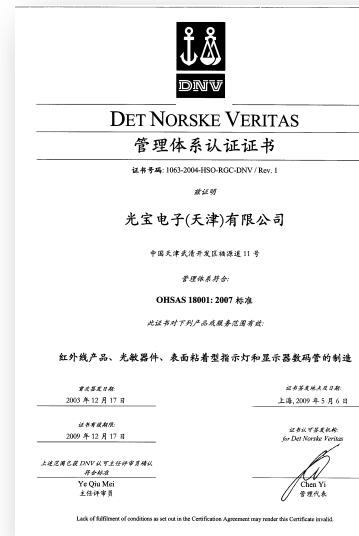 DNV
DET NORSKE VERITAS
管理体系认证证书
证书号码: 1063-2004-HSO-RGC-DNV / Rev. 1
兹证明
光宝电子(天津)有限公司
中国天津武清开发区福源道 11 号
管理体系符合:
OHSAS 18001: 2007 标准
此证书对下列产品或服务范围有效:
红外线产品、光敏器件、表面粘着型指示灯和显示器数码管的制造
首次签发日期:
2003 年 12 月 17 日
证书签发地点及日期:
上海, 2009 年 5 月 6 日
证书有效期限:
2009 年 12 月 17 日
证书认可签发机构:
for Det Norske Veritas
上述范围已获 DNV 认可主任评审员确认
符合标准
Ye Qiu Mei
主任评审员
Chen Yi
管理代表
Lack of fulfilment of conditions as set out in the Certification Agreement may render this Certificate invalid.